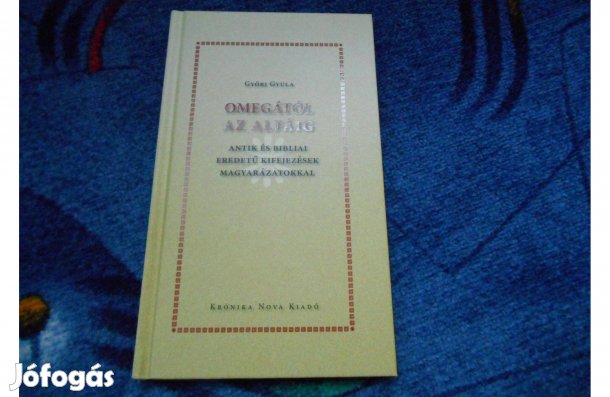 Győri Gyula
OMEGÁTÓL
AZ ALFÁIG
ANTIK ÉS BIBLIAI
EREDETŰ KIFEJEZÉSEK
MAGYARÁZATOKKAL
Krónika Nova Kiadó
Jófogás